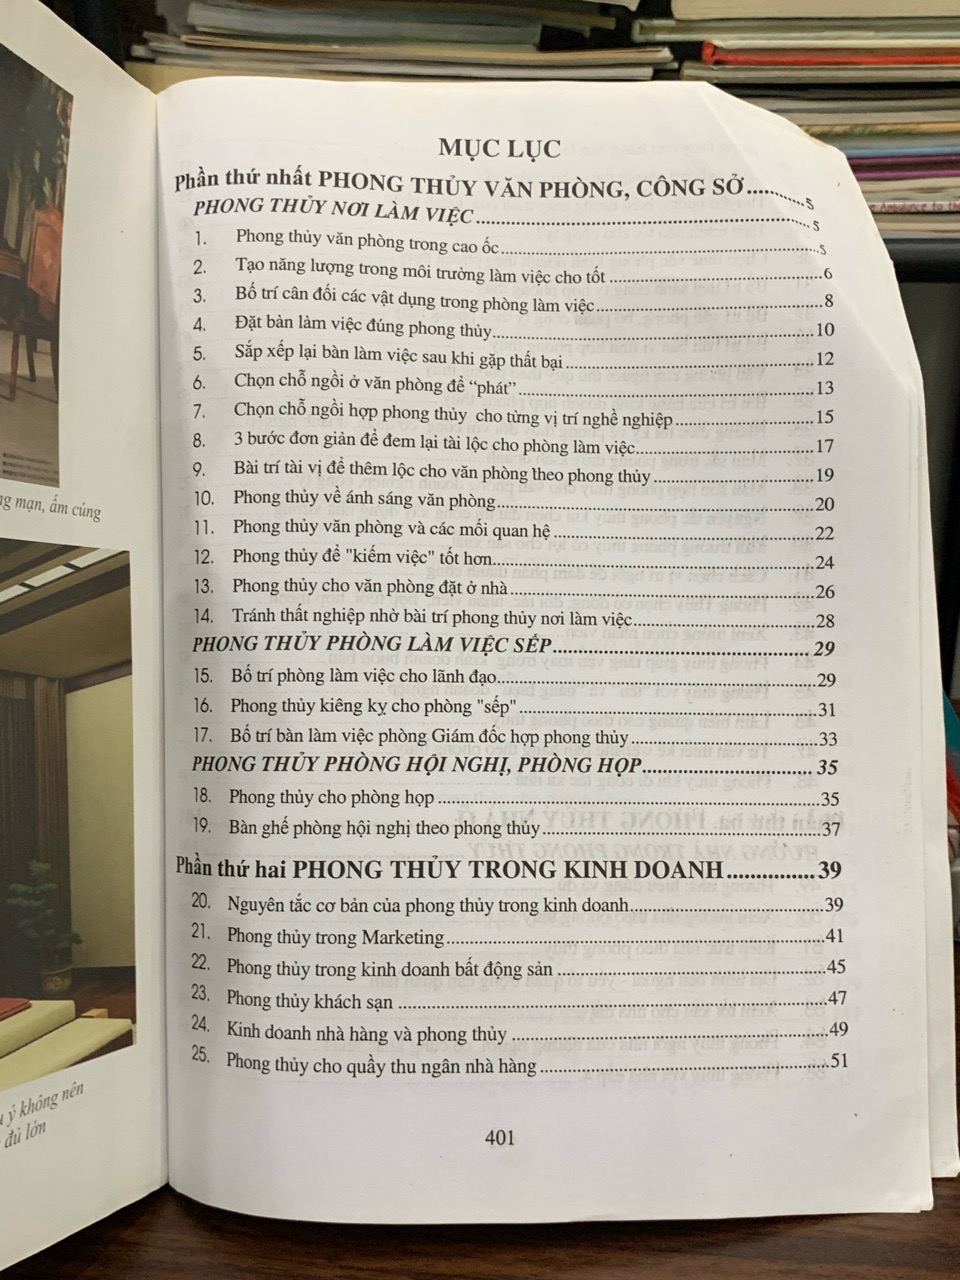 MỤC LỤC
Phần thứ nhất PHONG THỦY VĂN PHÒNG, CÔNG SỞ..........5
PHONG THỦY NƠI LÀM VIỆC..........5
1. Phong thủy văn phòng trong cao ốc..........5
2. Tạo năng lượng trong môi trường làm việc cho tốt..........6
3. Bố trí cân đối các vật dụng trong phòng làm việc..........8
4. Đặt bàn làm việc đúng phong thủy..........10
5. Sắp xếp lại bàn làm việc sau khi gặp thất bại..........12
6. Chọn chỗ ngồi ở văn phòng để “phát”..........13
7. Chọn chỗ ngồi hợp phong thủy cho từng vị trí nghề nghiệp..........15
8. 3 bước đơn giản để đem lại tài lộc cho phòng làm việc..........17
9. Bài trí tài vị để thêm lộc cho văn phòng theo phong thủy..........19
10. Phong thủy về ánh sáng văn phòng..........20
11. Phong thủy văn phòng và các mối quan hệ..........22
12. Phong thủy để "kiếm việc" tốt hơn..........24
13. Phong thủy cho văn phòng đặt ở nhà..........26
14. Tránh thất nghiệp nhờ bài trí phong thủy nơi làm việc..........28
PHONG THỦY PHÒNG LÀM VIỆC SẾP..........29
15. Bố trí phòng làm việc cho lãnh đạo..........29
16. Phong thủy kiêng kỵ cho phòng "sếp"..........31
17. Bố trí bàn làm việc phòng Giám đốc hợp phong thủy..........33
PHONG THỦY PHÒNG HỘI NGHỊ, PHÒNG HỌP..........35
18. Phong thủy cho phòng họp..........35
19. Bàn ghế phòng hội nghị theo phong thủy..........37
Phần thứ hai PHONG THỦY TRONG KINH DOANH..........39
20. Nguyên tắc cơ bản của phong thủy trong kinh doanh..........39
21. Phong thủy trong Marketing..........41
22. Phong thủy trong kinh doanh bất động sản..........45
23. Phong thủy khách sạn..........47
24. Kinh doanh nhà hàng và phong thủy..........49
25. Phong thủy cho quầy thu ngân nhà hàng..........51
401
mạn, ấm cúng
ý không nên
đủ lớn